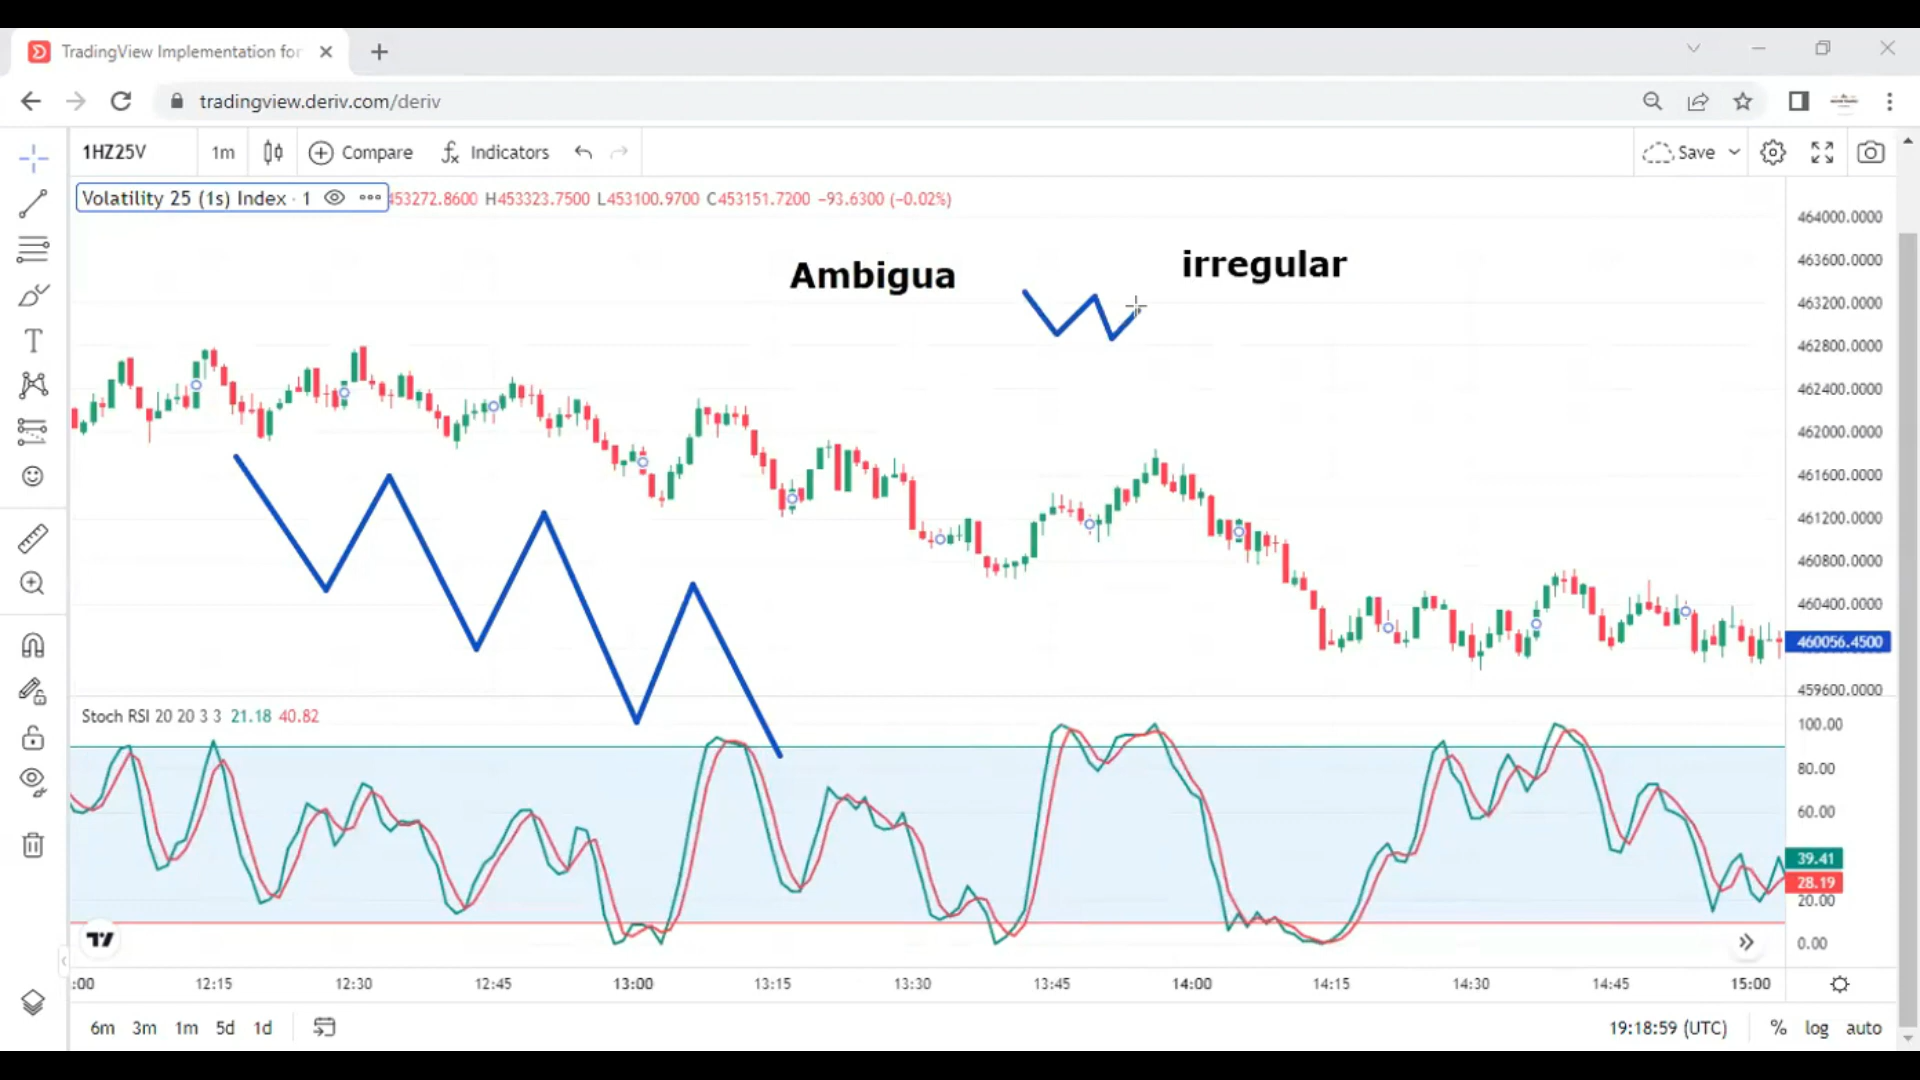 TradingView Implementation for
tradingview.deriv.com/deriv
1HZ25V 1m Compare Indicators Save
Volatility 25 (1s) Index · 1 453272.8600 H453323.7500 L453100.9700 C453151.7200 −93.6300 (−0.02%)
Ambigua
irregular
464000.0000
463600.0000
463200.0000
462800.0000
462400.0000
462000.0000
461600.0000
461200.0000
460800.0000
460400.0000
460056.4500
459600.0000
Stoch RSI 20 20 3 3 21.18 40.82
100.00
80.00
60.00
39.41
28.19
20.00
0.00
:00 12:15 12:30 12:45 13:00 13:15 13:30 13:45 14:00 14:15 14:30 14:45 15:00
6m 3m 1m 5d 1d 19:18:59 (UTC) % log auto